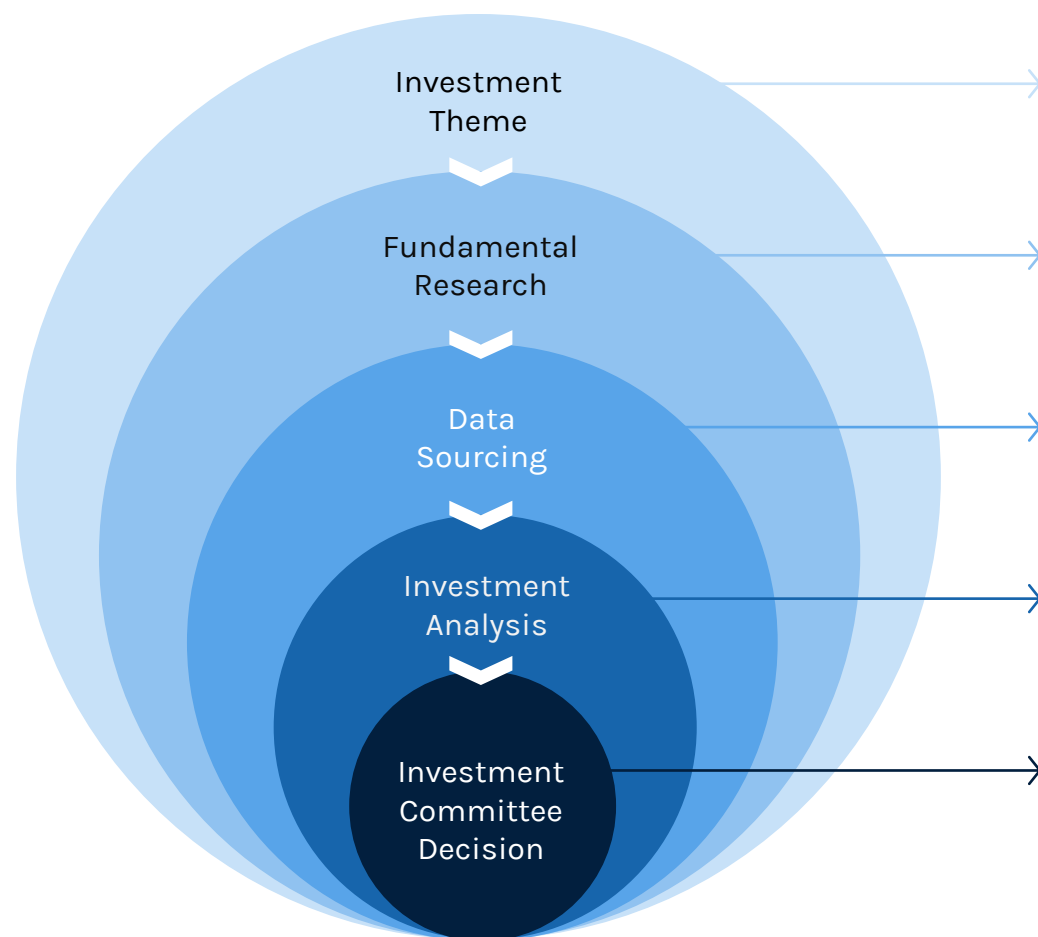 Investment
Theme
Fundamental
Research
Data
Sourcing
Investment
Analysis
Investment
Committee
Decision